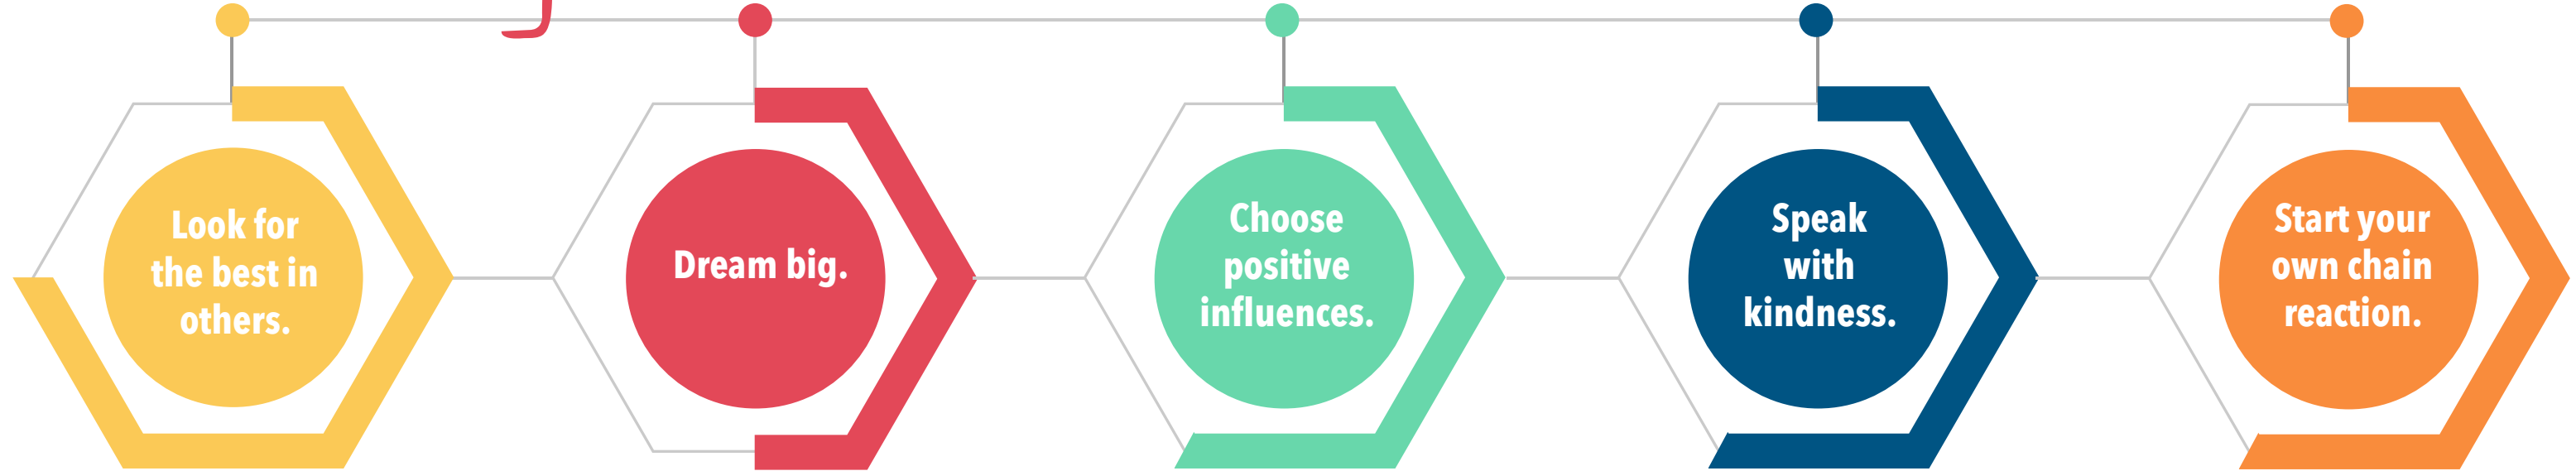 Look for
the best in
others.
Dream big.
Choose
positive
influences.
Speak
with
kindness.
Start your
own chain
reaction.